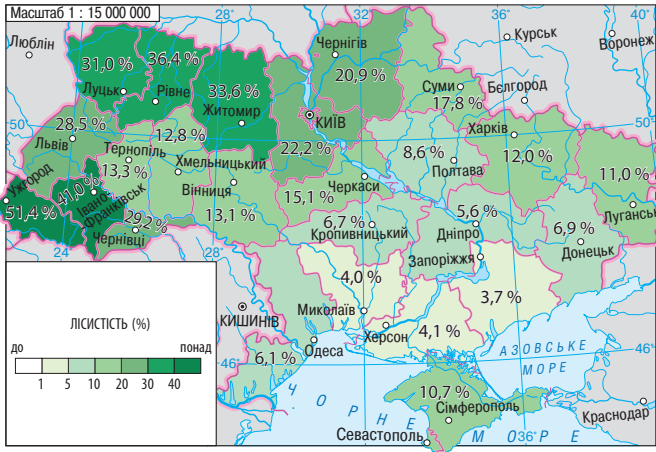 Масштаб 1 : 15 000 000
28°
32°
36°
40°
Люблін
Курськ
Воронеж
Чернігів
31,0 %
36,4 %
33,6 %
20,9 %
Суми
17,8 %
Бєлгород
Луцьк
Рівне
Житомир
КИЇВ
50°
50°
28,5 %
12,8 %
Харків
Львів
Тернопіль
13,3 %
Хмельницький
22,2 %
8,6 %
Полтава
12,0 %
11,0 %
Ужгород
51,4 %
41,0 %
Івано-
Франківськ
Вінниця
13,1 %
15,1 %
Черкаси
29,2 %
Чернівці
6,7 %
Кропивницький
5,6 %
Дніпро
6,9 %
Донецьк
Луганськ
24°
28°
Запоріжжя
4,0 %
3,7 %
Миколаїв
КИШИНІВ
Херсон
4,1 %
Одеса
6,1 %
46°
46°
АЗОВСЬКЕ
МОРЕ
ЛІСИСТІСТЬ (%)
до
понад
1 5 10 20 30 40
10,7 %
Сімферополь
Севастополь
Краснодар
ЧОРНЕ МОРЕ
32°
36°